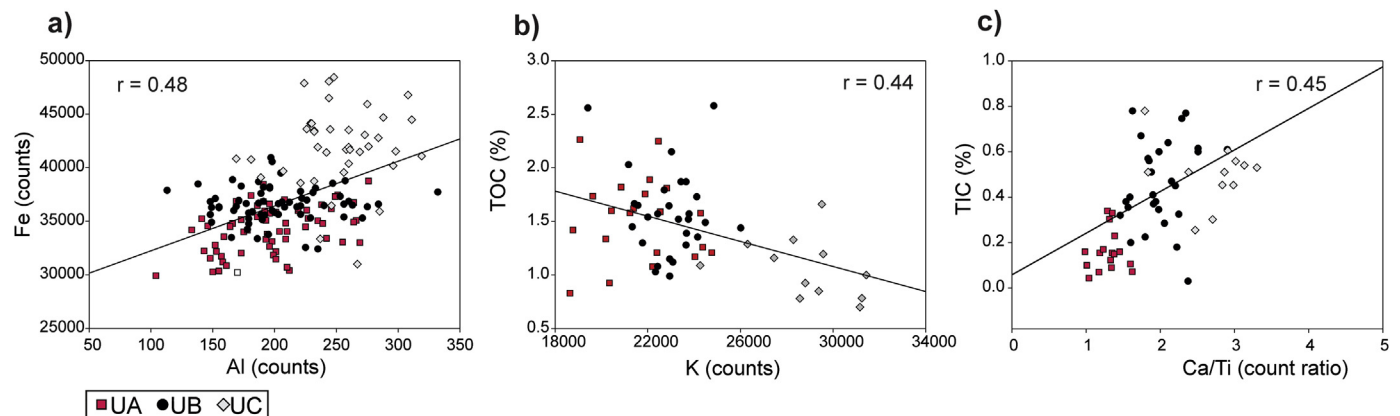 a)
r = 0.48
Fe (counts)
50000
45000
40000
35000
30000
25000
50
100
150
200
250
300
350
Al (counts)
b)
r = 0.44
TOC (%)
3.0
2.5
2.0
1.5
1.0
0.5
18000
22000
26000
30000
34000
K (counts)
c)
r = 0.45
TIC (%)
1.0
0.8
0.6
0.4
0.2
0.0
0
1
2
3
4
5
Ca/Ti (count ratio)
UA UB UC